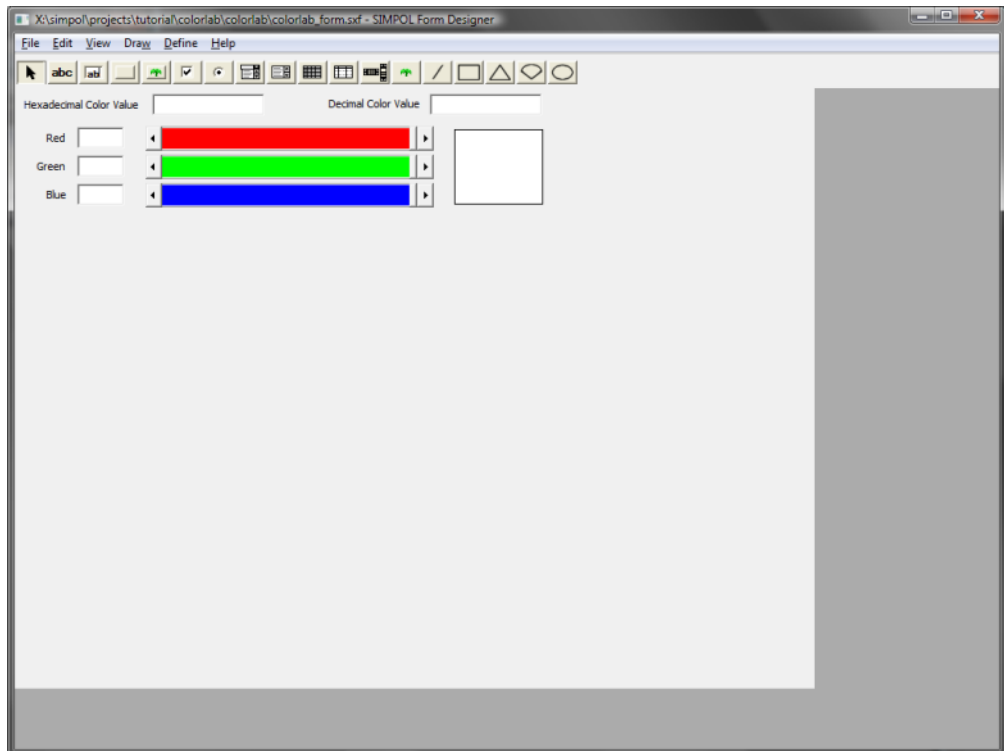 X:\simpol\projects\tutorial\colorlab\colorlab\colorlab_form.sxf - SIMPOL Form Designer
File Edit View Draw Define Help
abc ab
Hexadecimal Color Value Decimal Color Value
Red
Green
Blue